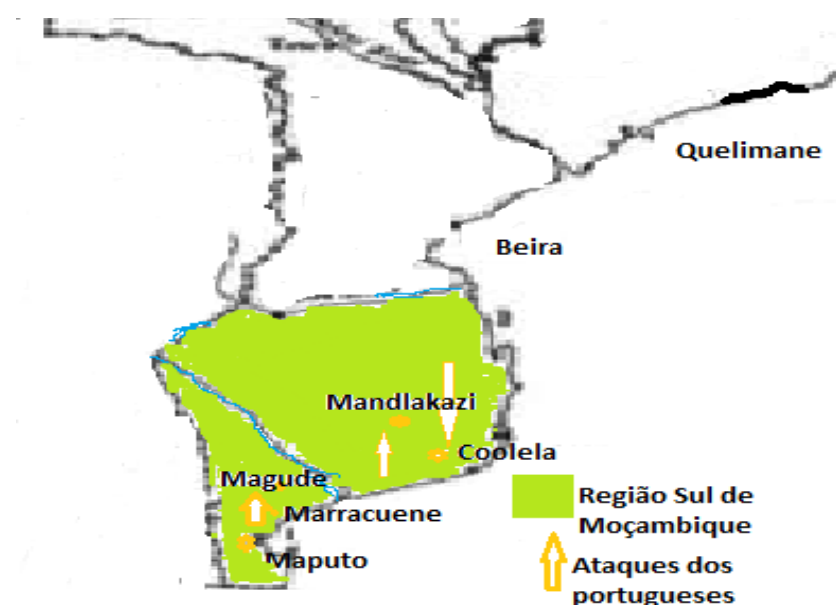 Quelimane
Beira
Mandlakazi
Coolela
Magude
Marracuene
Maputo
Região Sul de
Moçambique
Ataques dos
portugueses